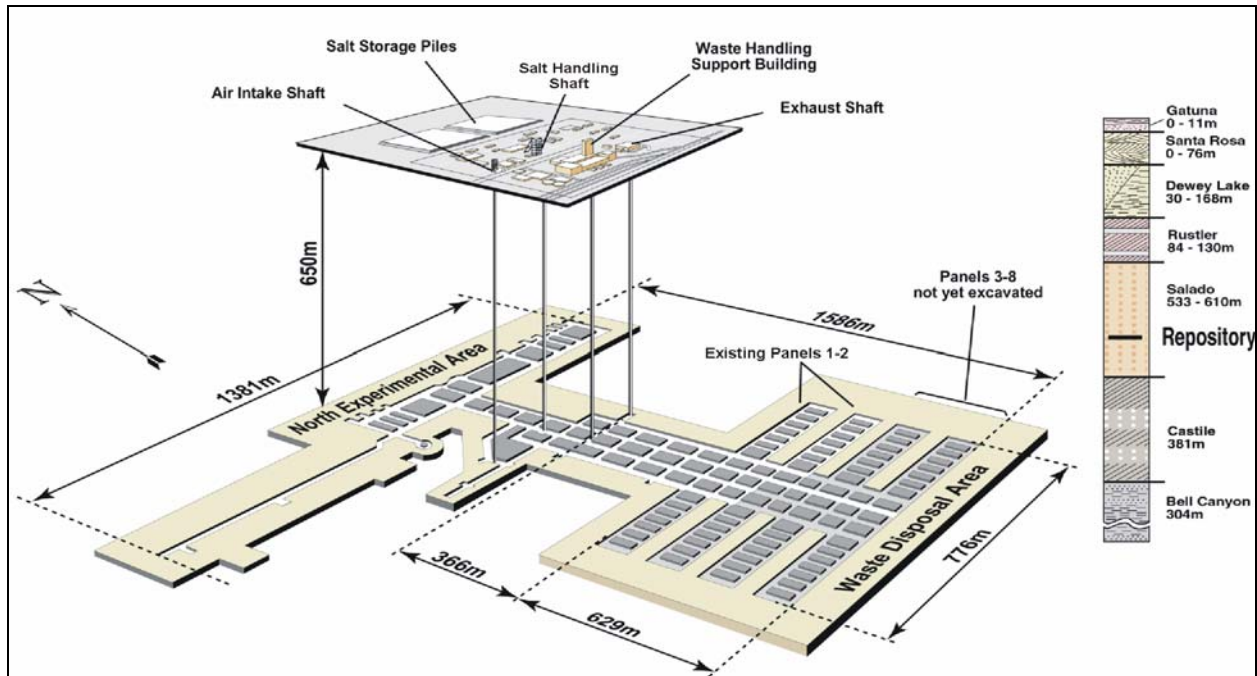 Salt Storage Piles
Waste Handling
Support Building
Salt Handling
Shaft
Air Intake Shaft
Exhaust Shaft
650m
N
1381m
North Experimental Area
1586m
Panels 3-8
not yet excavated
Existing Panels 1-2
366m
629m
776m
Waste Disposal Area
Gatuna
0 - 11m
Santa Rosa
0 - 76m
Dewey Lake
30 - 168m
Rustler
84 - 130m
Salado
533 - 610m
Repository
Castile
381m
Bell Canyon
304m